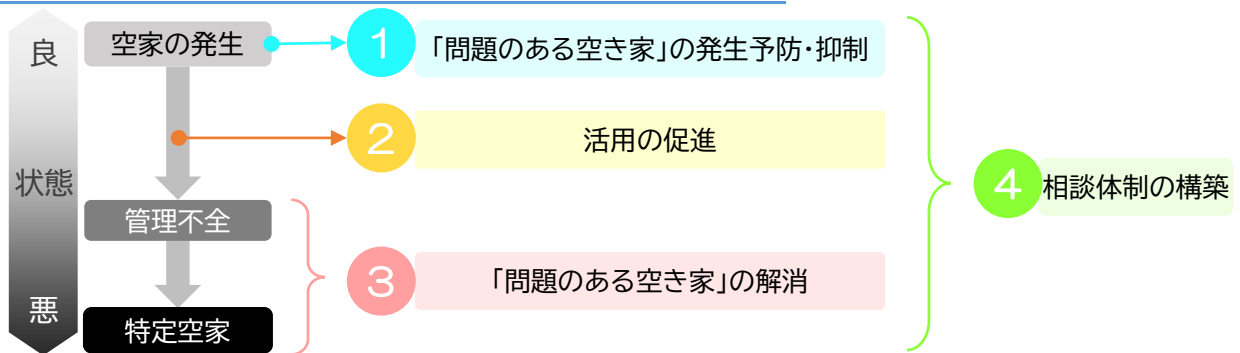 良
状態
悪
空家の発生
管理不全
特定空家
1 「問題のある空き家」の発生予防・抑制
2 活用の促進
3 「問題のある空き家」の解消
4 相談体制の構築